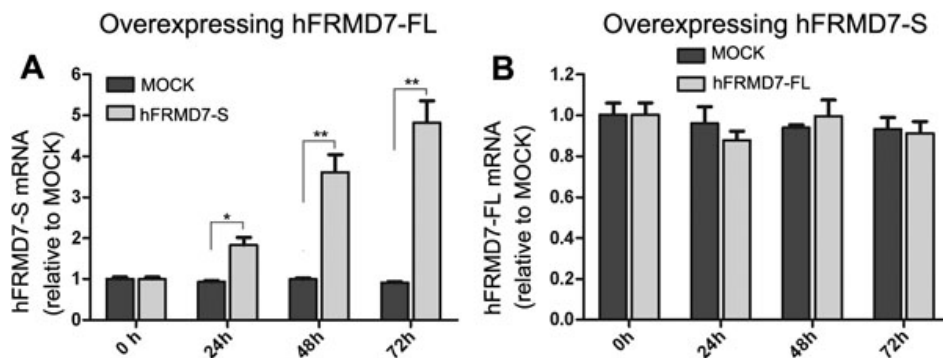 Overexpressing hFRMD7-FL
A
MOCK
hFRMD7-S
hFRMD7-S mRNA
(relative to MOCK)
6
5
4
3
2
1
0
*
**
**
0 h
24h
48h
72h
Overexpressing hFRMD7-S
B
MOCK
hFRMD7-FL
hFRMD7-FL mRNA
(relative to MOCK)
1.2
1.0
0.8
0.6
0.4
0.2
0.0
0h
24h
48h
72h